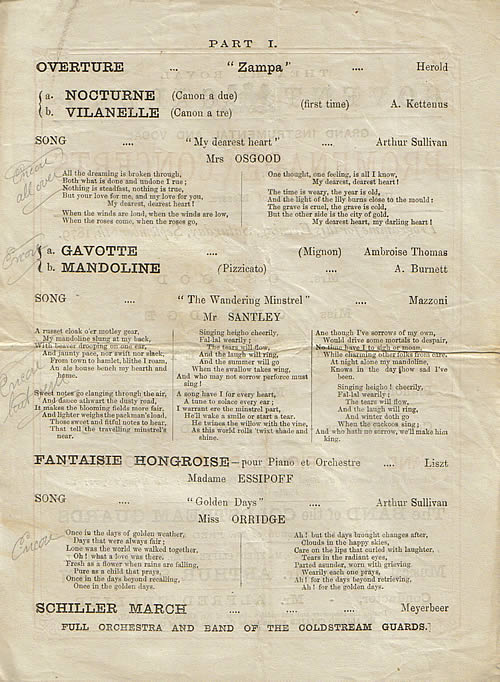 PART I.
OVERTURE ... "Zampa" .... Herold
{ a. NOCTURNE (Canon a due)
(first time) A. Kettenus
{ b. VILANELLE (Canon a tre)
SONG .... "My dearest heart" .... Arthur Sullivan
Mrs OSGOOD
All the dreaming is broken through,
Both what is done and undone I rue;
Nothing is steadfast, nothing is true,
But your love for me, and my love for you,
My dearest, dearest heart!
When the winds are loud, when the winds are low,
When the roses come, when the roses go,
One thought, one feeling, is all I know,
My dearest, dearest heart!
The time is weary, the year is old,
And the light of the lily burns close to the mould:
The grave is cruel, the grave is cold,
But the other side is the city of gold.
My dearest heart, my darling heart!
Encore
all over
Encore
{ a. GAVOTTE (Mignon) Ambroise Thomas
{ b. MANDOLINE (Pizzicato) .... A. Burnett
SONG .... "The Wandering Minstrel" .... Mazzoni
Mr SANTLEY
A russet cloak o'er motley gear,
My mandoline slung at my back,
With beaver drooping on one ear,
And jaunty pace, nor swift nor slack,
From town to hamlet, blithe I roam,
An ale house bench my hearth and
home.
Sweet notes go clanging through the air,
And dance athwart the dusty road,
It makes the blooming fields more fair,
And lighter weighs the packman's load,
Those sweet and fitful notes to hear,
That tell the travelling minstrel's
near.
Singing heigho cheerily,
Fal-lal wearily;
The tears will flow,
And the laugh will ring,
And the summer will go
When the swallow takes wing.
And who may not sorrow perforce must
sing!
A song have I for every heart,
A tune to solace every ear;
I warrant ere the minstrel part,
He'll wake a smile or start a tear.
He twines the willow with the vine,
As this world rolls 'twixt shade and
shine.
And though I've sorrows of my own,
Would drive some mortals to despair,
No time have I to sigh or moan,
While charming other folks from care.
At night alone my mandoline,
Knows in the day how sad I've
been.
Singing heigho! cheerily,
Fal-lal wearily;
The tears will flow,
And the laugh will ring,
And winter doth go
When the cuckoos sing;
And who hath no sorrow, we'll make him
king.
Encore
FANTAISIE HONGROISE—pour Piano et Orchestre .... Liszt
Madame ESSIPOFF
SONG .... "Golden Days" .... Arthur Sullivan
Miss ORRIDGE
Encore
Once in the days of golden weather,
Days that were always fair;
Lone was the world we walked together,
Oh! what a love was there.
Fresh as a flower when rains are falling,
Pure as a child that prays,
Once in the days beyond recalling,
Once in the golden days.
Ah! but the days brought changes after,
Clouds in the happy skies,
Care on the lips that curled with laughter,
Tears in the radiant eyes,
Parted asunder, worn with grieving.
Wearily each one prays,
Ah! for the days beyond retrieving,
Ah! for the golden days.
SCHILLER MARCH .... .... .... Meyerbeer
FULL ORCHESTRA AND BAND OF THE COLDSTREAM GUARDS.